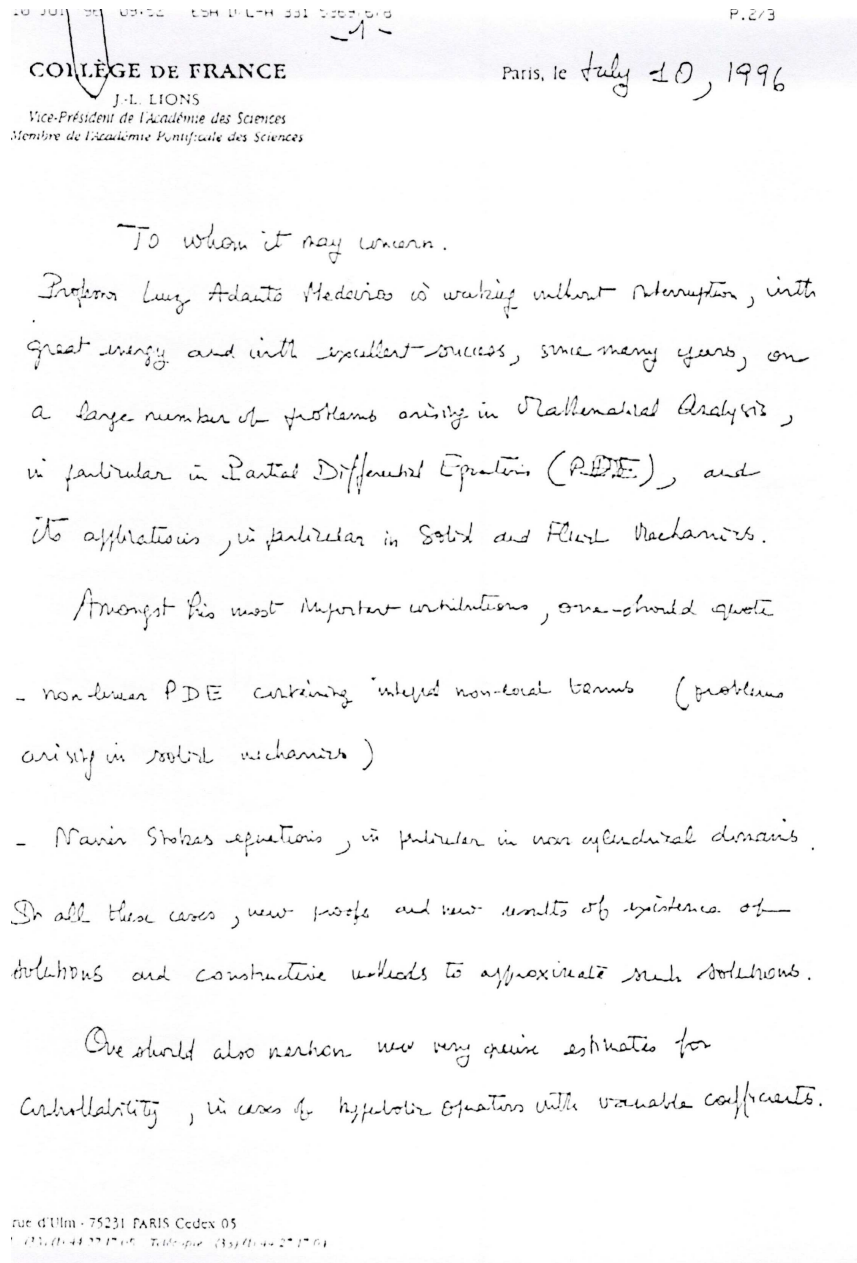 P.2/3
-1-
COLLÈGE DE FRANCE
Paris, le July 10, 1996
J.-L. LIONS
Vice-Président de l'Académie des Sciences
Membre de l'Académie Pontificale des Sciences
To whom it may concern.
Professor Luiz Adauto Medeiros is working without interruption, with
great energy and with excellent success, since many years, on
a large number of problems arising in Mathematical Analysis,
in particular in Partial Differential Equations (PDE), and
its applications, in particular in Solid and Fluid Mechanics.
Amongst his most important contributions, one should quote
- non-linear PDE containing integral non-local terms (problems
arising in solid mechanics)
- Navier Stokes equations, in particular in non cylindrical domains.
In all these cases, new proofs and new results of existence of
solutions and constructive methods to approximate such solutions.
One should also mention new very precise estimates for
controllability, in cases of hyperbolic operators with variable coefficients.
rue d'Ulm - 75231 PARIS Cedex 05